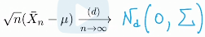 √n(X̄ₙ − μ) —(d)→ n→∞ 𝒩_d(0, Σ)